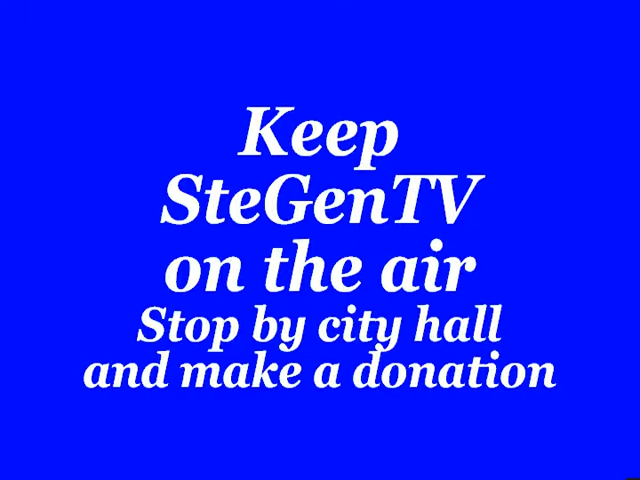 Keep
SteGenTV
on the air
Stop by city hall
and make a donation